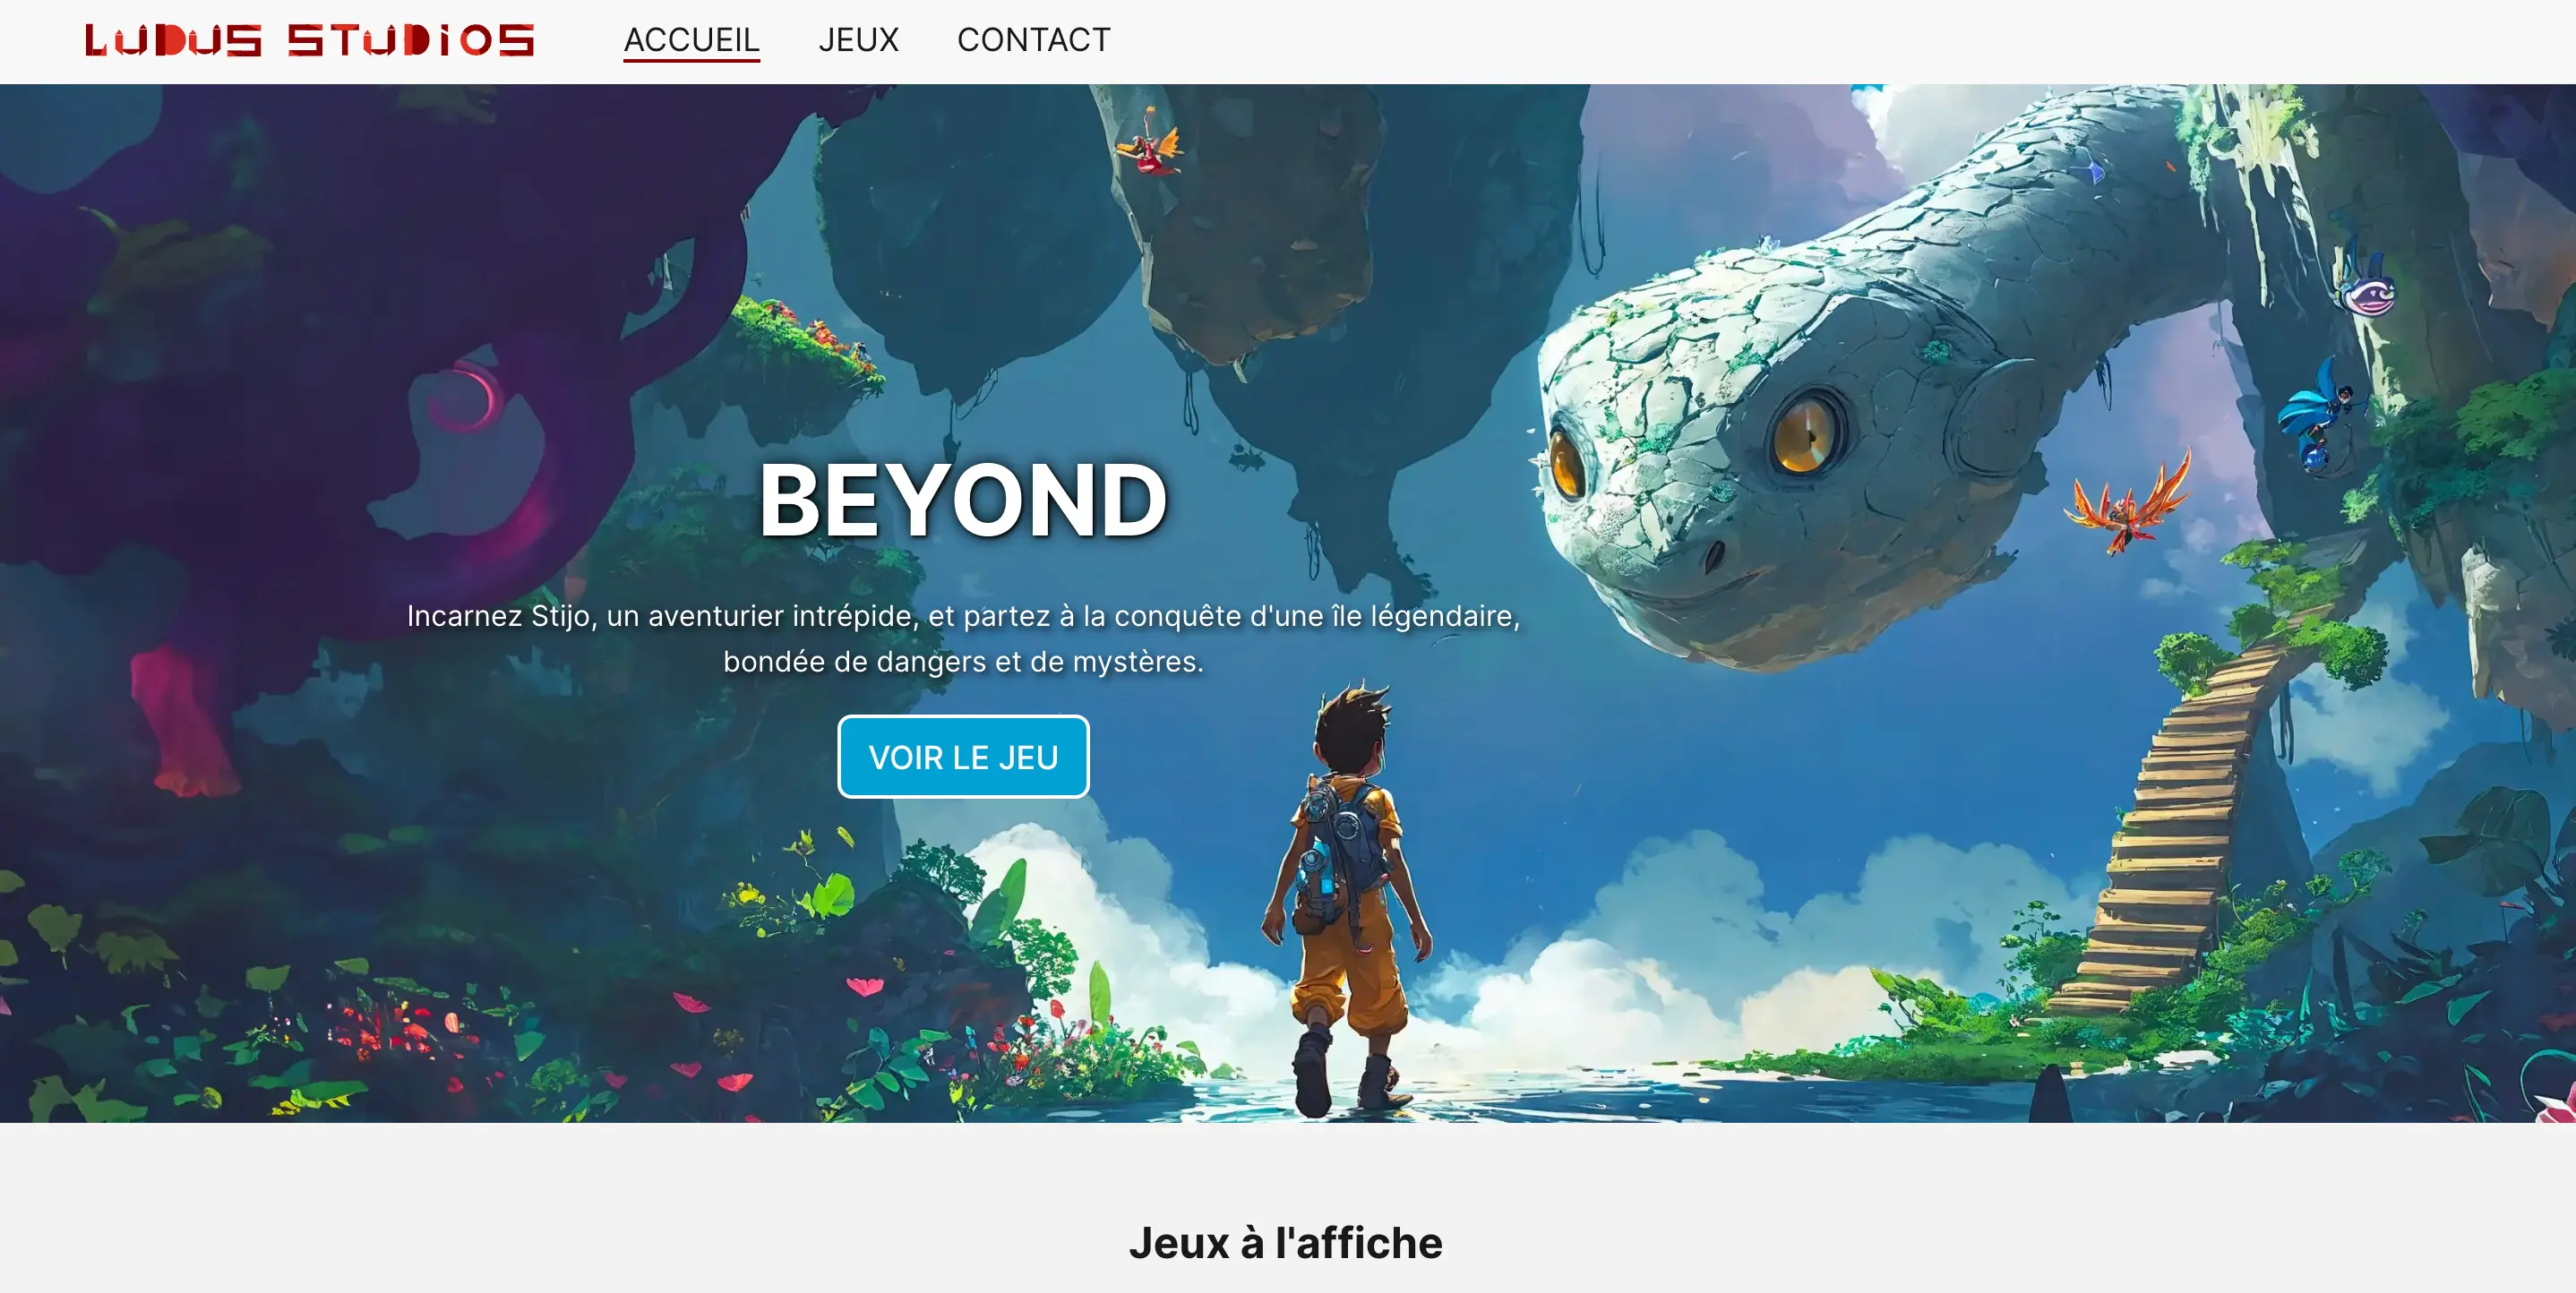 LUDUS STUDIOS
ACCUEIL
JEUX
CONTACT
BEYOND
Incarnez Stijo, un aventurier intrépide, et partez à la conquête d'une île légendaire,
bondée de dangers et de mystères.
VOIR LE JEU
Jeux à l'affiche